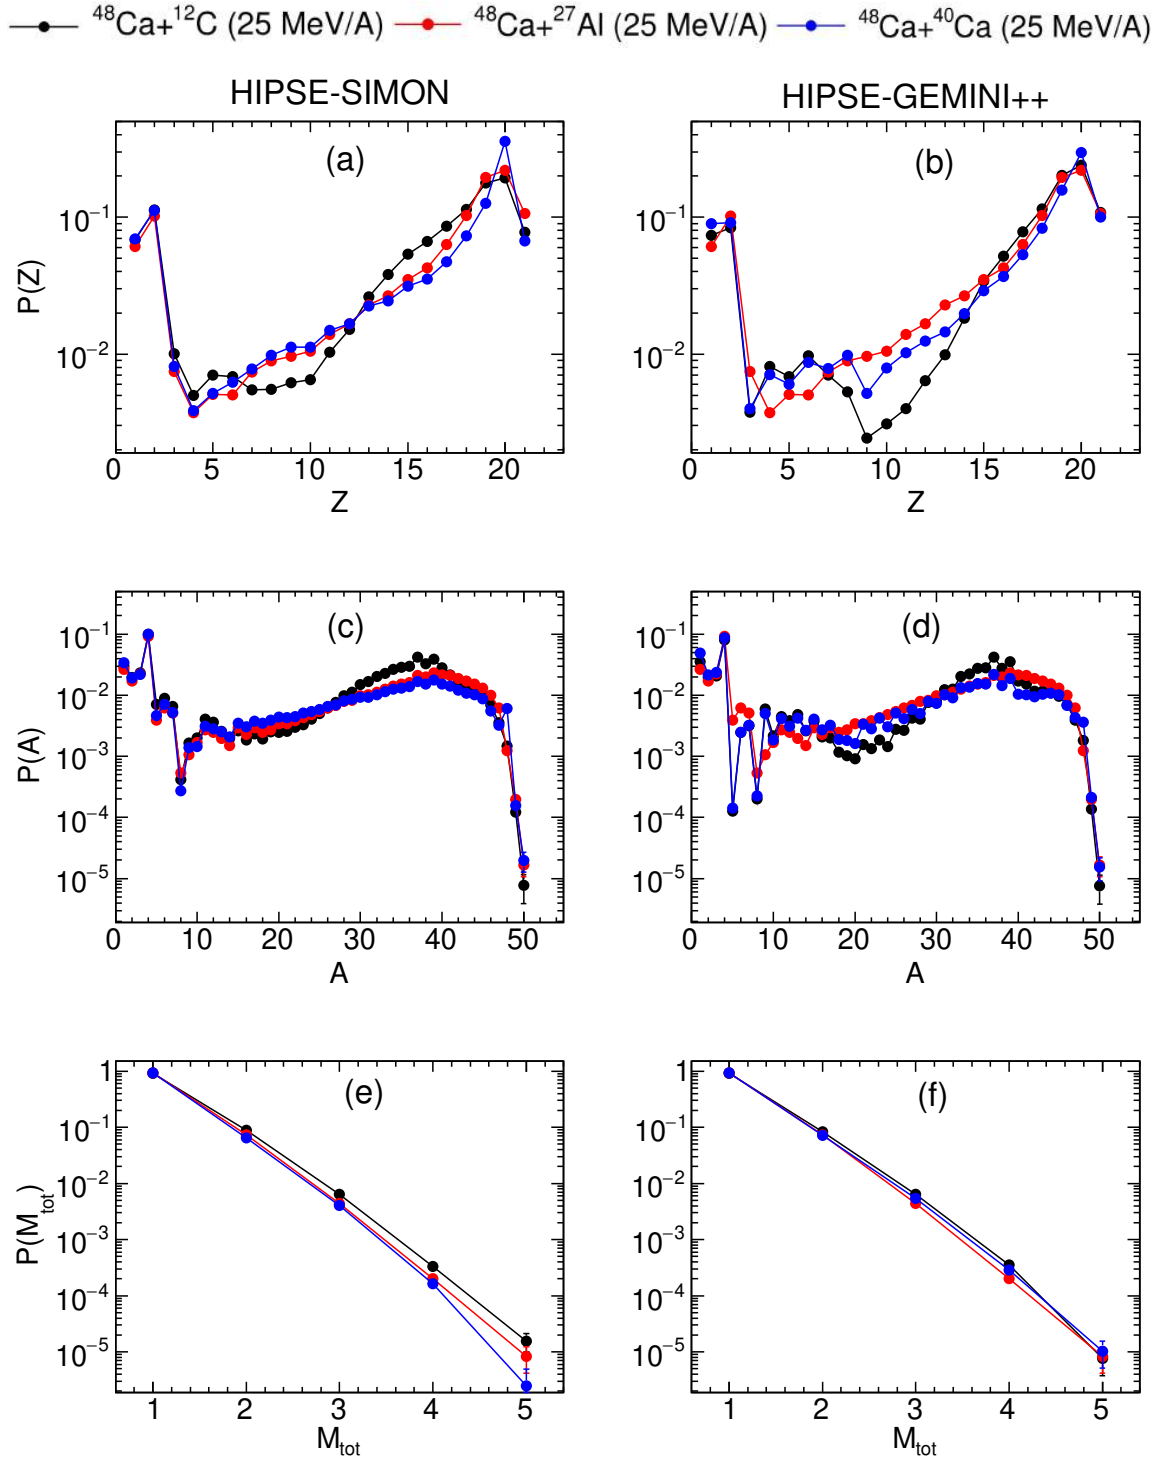 ⁴⁸Ca+¹²C (25 MeV/A) ⁴⁸Ca+²⁷Al (25 MeV/A) ⁴⁸Ca+⁴⁰Ca (25 MeV/A)
HIPSE-SIMON
HIPSE-GEMINI++
(a)
P(Z)
10⁻¹
10⁻²
0 5 10 15 20
Z
(b)
10⁻¹
10⁻²
0 5 10 15 20
Z
(c)
P(A)
10⁻¹
10⁻²
10⁻³
10⁻⁴
10⁻⁵
0 10 20 30 40 50
A
(d)
10⁻¹
10⁻²
10⁻³
10⁻⁴
10⁻⁵
0 10 20 30 40 50
A
(e)
P(M_tot)
1
10⁻¹
10⁻²
10⁻³
10⁻⁴
10⁻⁵
1 2 3 4 5
M_tot
(f)
1
10⁻¹
10⁻²
10⁻³
10⁻⁴
10⁻⁵
1 2 3 4 5
M_tot